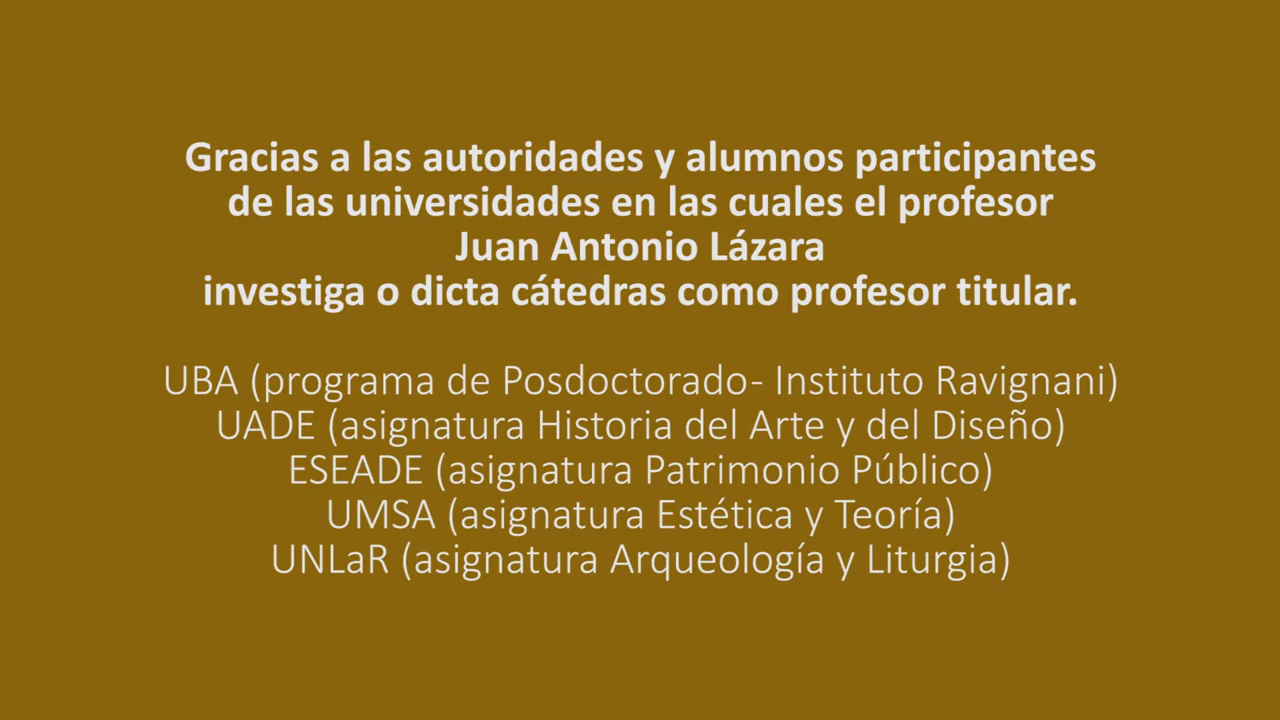 Gracias a las autoridades y alumnos participantes
de las universidades en las cuales el profesor
Juan Antonio Lázara
investiga o dicta cátedras como profesor titular.
UBA (programa de Posdoctorado- Instituto Ravignani)
UADE (asignatura Historia del Arte y del Diseño)
ESEADE (asignatura Patrimonio Público)
UMSA (asignatura Estética y Teoría)
UNLaR (asignatura Arqueología y Liturgia)